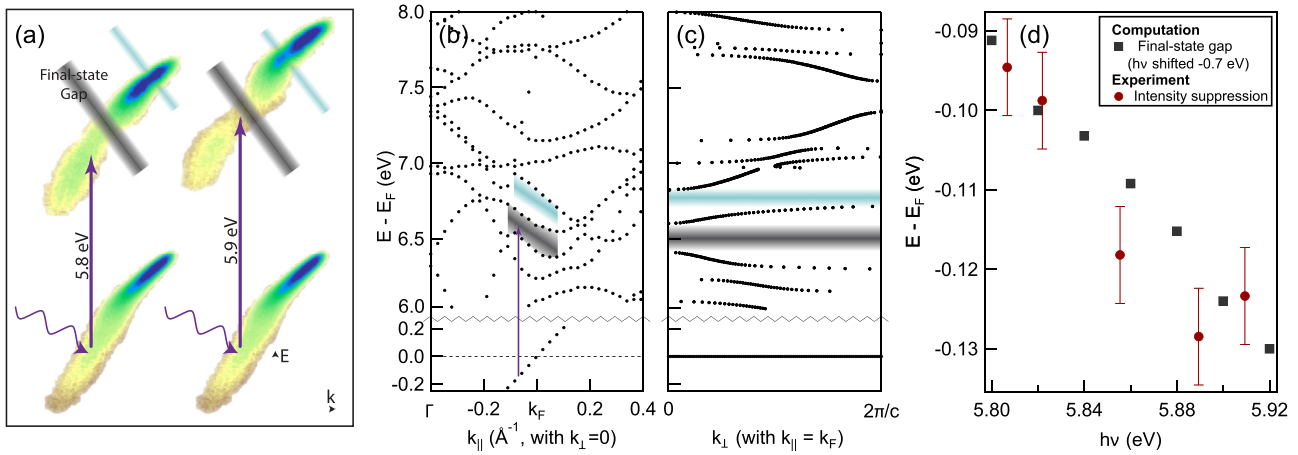 (a)
Final-state
Gap
5.8 eV
5.9 eV
E
k
(b)
8.0
7.5
7.0
6.5
6.0
0.2
0.0
-0.2
E - E_F (eV)
Γ
-0.2
k_F
0.2
0.4
k_|| (Å⁻¹, with k_⊥=0)
(c)
0
2π/c
k_⊥ (with k_|| = k_F)
(d)
Computation
Final-state gap
(hν shifted -0.7 eV)
Experiment
Intensity suppression
-0.09
-0.10
-0.11
-0.12
-0.13
E - E_F (eV)
5.80
5.84
5.88
5.92
hν (eV)